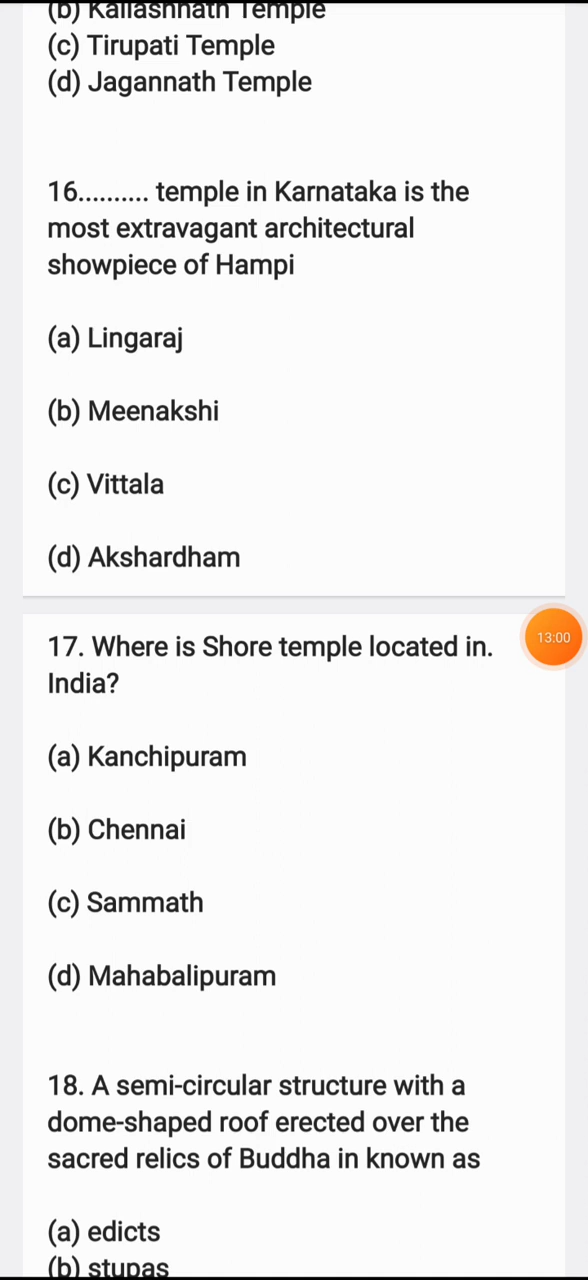 (b) Kailashnath Temple
(c) Tirupati Temple
(d) Jagannath Temple
16.......... temple in Karnataka is the
most extravagant architectural
showpiece of Hampi
(a) Lingaraj
(b) Meenakshi
(c) Vittala
(d) Akshardham
17. Where is Shore temple located in.
India?
13:00
(a) Kanchipuram
(b) Chennai
(c) Sammath
(d) Mahabalipuram
18. A semi-circular structure with a
dome-shaped roof erected over the
sacred relics of Buddha in known as
(a) edicts
(b) stupas